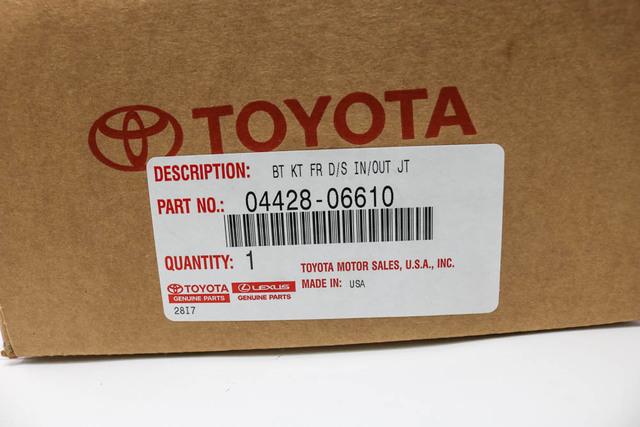 TOYOTA
DESCRIPTION: BT KT FR D/S IN/OUT JT
PART NO.: 04428-06610
QUANTITY: 1
TOYOTA MOTOR SALES, U.S.A., INC.
MADE IN: USA
TOYOTA LEXUS
GENUINE PARTS GENUINE PARTS
28I7